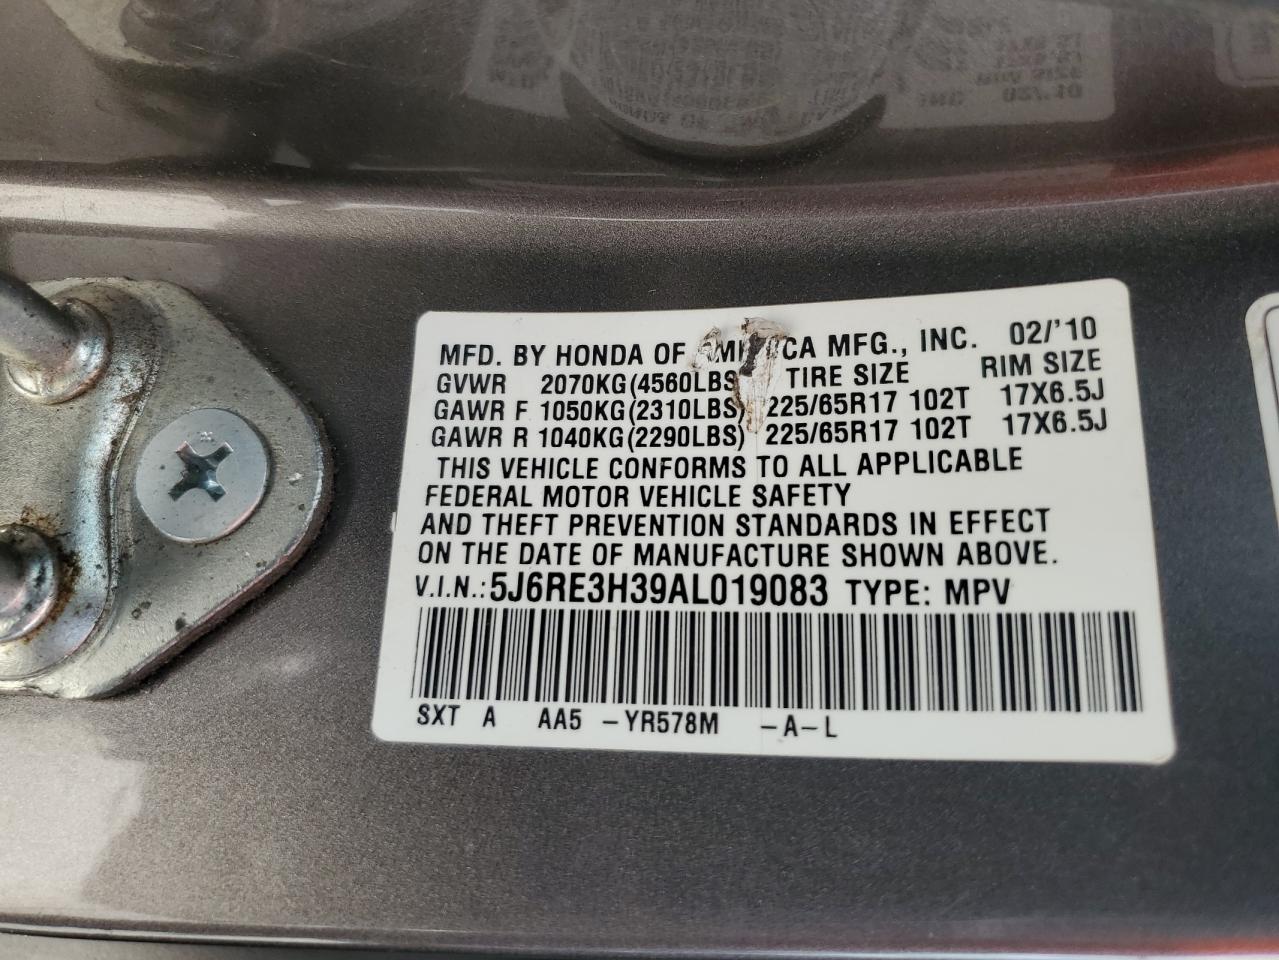 MFD. BY HONDA OF AMERICA MFG., INC. 02/'10
GVWR 2070KG(4560LBS) TIRE SIZE RIM SIZE
GAWR F 1050KG(2310LBS) 225/65R17 102T 17X6.5J
GAWR R 1040KG(2290LBS) 225/65R17 102T 17X6.5J
THIS VEHICLE CONFORMS TO ALL APPLICABLE
FEDERAL MOTOR VEHICLE SAFETY
AND THEFT PREVENTION STANDARDS IN EFFECT
ON THE DATE OF MANUFACTURE SHOWN ABOVE.
V.I.N.: 5J6RE3H39AL019083 TYPE: MPV
SXT A AA5 -YR578M -A-L